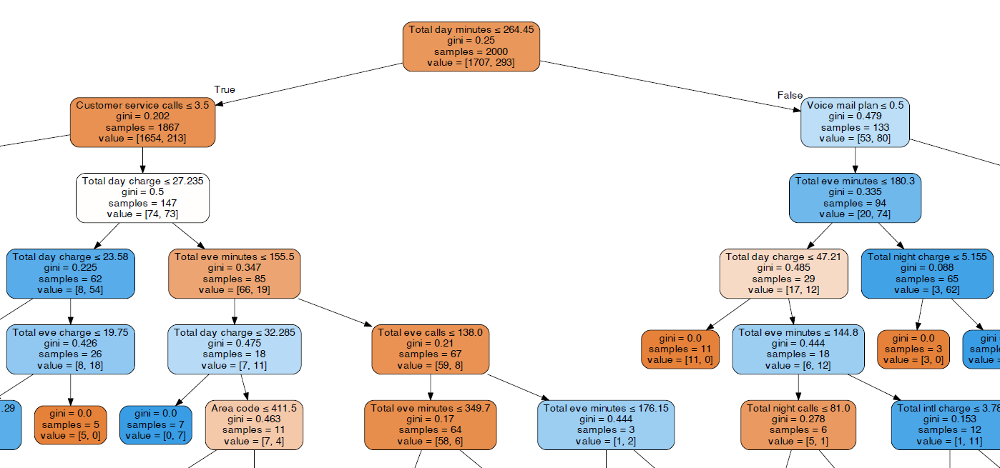 Total day minutes ≤ 264.45
gini = 0.25
samples = 2000
value = [1707, 293]
True
False
Customer service calls ≤ 3.5
gini = 0.202
samples = 1867
value = [1654, 213]
Voice mail plan ≤ 0.5
gini = 0.479
samples = 133
value = [53, 80]
Total day charge ≤ 27.235
gini = 0.5
samples = 147
value = [74, 73]
Total eve minutes ≤ 180.3
gini = 0.335
samples = 94
value = [20, 74]
Total day charge ≤ 23.58
gini = 0.225
samples = 62
value = [8, 54]
Total eve minutes ≤ 155.5
gini = 0.347
samples = 85
value = [66, 19]
Total day charge ≤ 47.21
gini = 0.485
samples = 29
value = [17, 12]
Total night charge ≤ 5.155
gini = 0.088
samples = 65
value = [3, 62]
Total eve charge ≤ 19.75
gini = 0.426
samples = 26
value = [8, 18]
Total day charge ≤ 32.285
gini = 0.475
samples = 18
value = [7, 11]
Total eve calls ≤ 138.0
gini = 0.21
samples = 67
value = [59, 8]
gini = 0.0
samples = 11
value = [11, 0]
Total eve minutes ≤ 144.8
gini = 0.444
samples = 18
value = [6, 12]
gini = 0.0
samples = 3
value = [3, 0]
gini
value =
.29
gini = 0.0
samples = 5
value = [5, 0]
gini = 0.0
samples = 7
value = [0, 7]
Area code ≤ 411.5
gini = 0.463
samples = 11
value = [7, 4]
Total eve minutes ≤ 349.7
gini = 0.17
samples = 64
value = [58, 6]
Total eve minutes ≤ 176.15
gini = 0.444
samples = 3
value = [1, 2]
Total night calls ≤ 81.0
gini = 0.278
samples = 6
value = [5, 1]
Total intl charge ≤ 3.78
gini = 0.153
samples = 12
value = [1, 11]